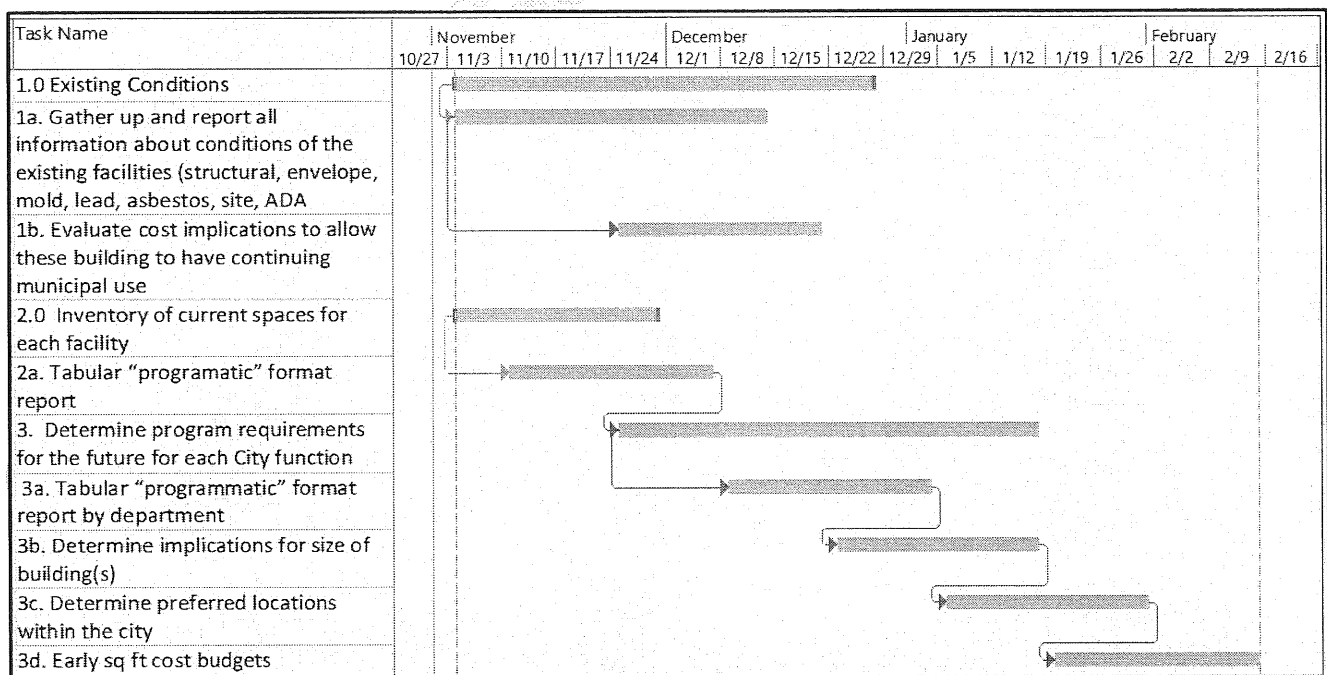 Task Name
November December January February
10/27 11/3 11/10 11/17 11/24 12/1 12/8 12/15 12/22 12/29 1/5 1/12 1/19 1/26 2/2 2/9 2/16
1.0 Existing Conditions
1a. Gather up and report all
information about conditions of the
existing facilities (structural, envelope,
mold, lead, asbestos, site, ADA
1b. Evaluate cost implications to allow
these building to have continuing
municipal use
2.0 Inventory of current spaces for
each facility
2a. Tabular “programatic” format
report
3. Determine program requirements
for the future for each City function
3a. Tabular “programmatic” format
report by department
3b. Determine implications for size of
building(s)
3c. Determine preferred locations
within the city
3d. Early sq ft cost budgets